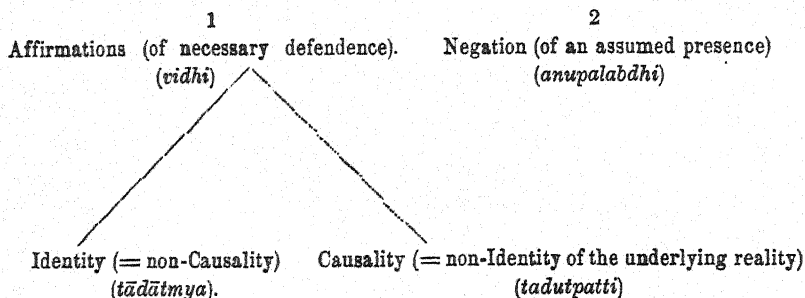 1 2
Affirmations (of necessary defendence). Negation (of an assumed presence)
(vidhi) (anupalabdhi)
Identity (= non-Causality) Causality (= non-Identity of the underlying reality)
(tādātmya). (tadutpatti)